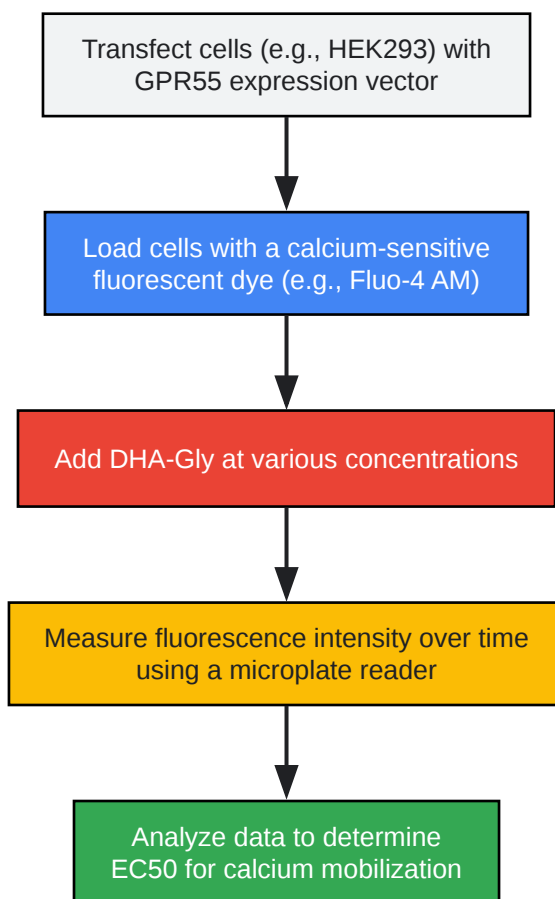 Transfect cells (e.g., HEK293) with
GPR55 expression vector
Load cells with a calcium-sensitive
fluorescent dye (e.g., Fluo-4 AM)
Add DHA-Gly at various concentrations
Measure fluorescence intensity over time
using a microplate reader
Analyze data to determine
EC50 for calcium mobilization